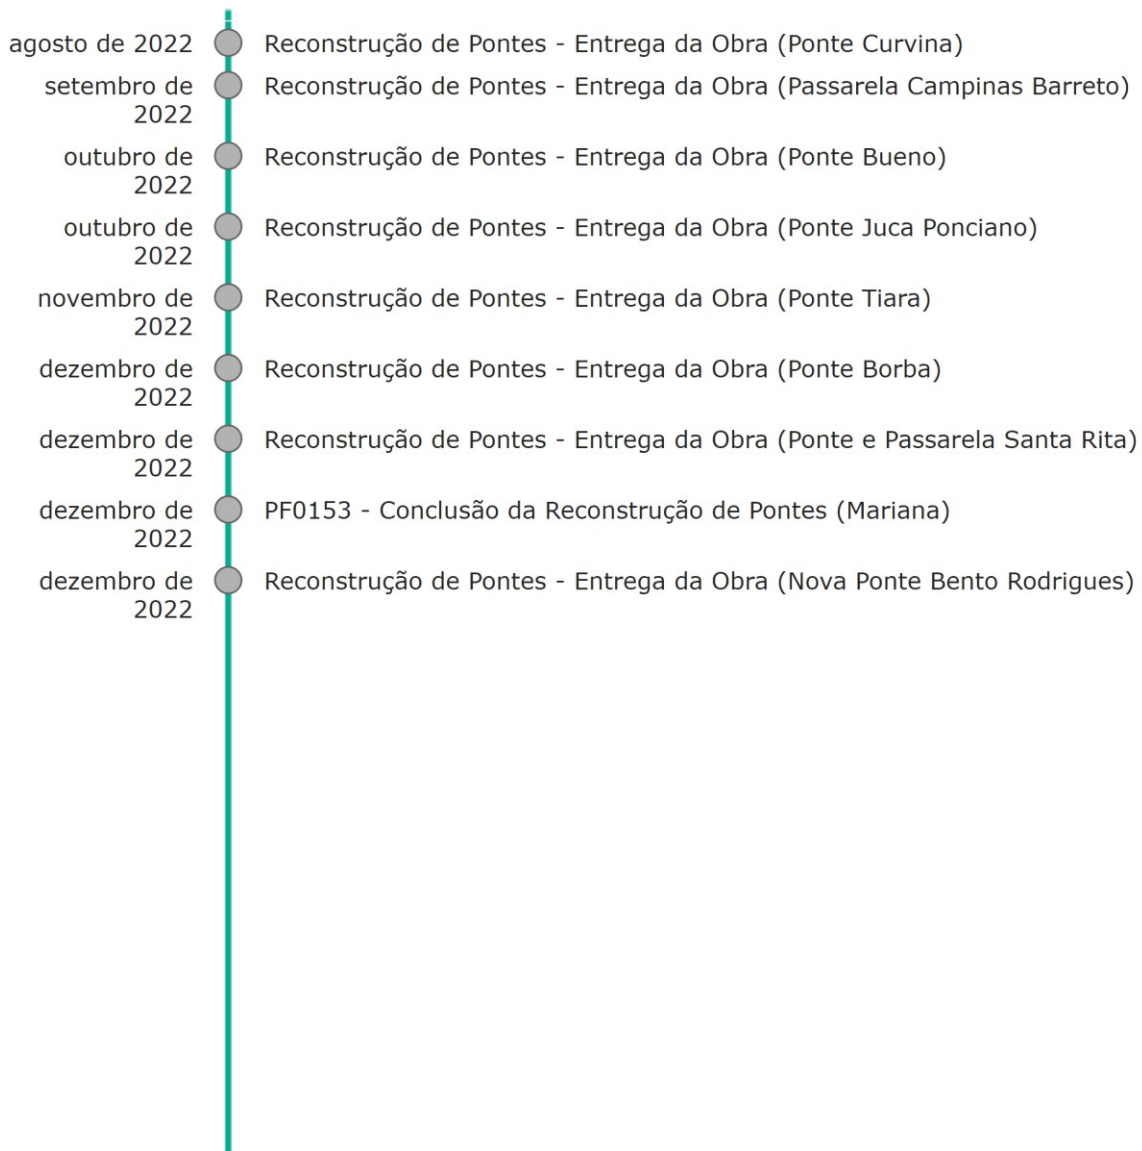 agosto de 2022 Reconstrução de Pontes - Entrega da Obra (Ponte Curvina)
setembro de Reconstrução de Pontes - Entrega da Obra (Passarela Campinas Barreto)
2022
outubro de Reconstrução de Pontes - Entrega da Obra (Ponte Bueno)
2022
outubro de Reconstrução de Pontes - Entrega da Obra (Ponte Juca Ponciano)
2022
novembro de Reconstrução de Pontes - Entrega da Obra (Ponte Tiara)
2022
dezembro de Reconstrução de Pontes - Entrega da Obra (Ponte Borba)
2022
dezembro de Reconstrução de Pontes - Entrega da Obra (Ponte e Passarela Santa Rita)
2022
dezembro de PF0153 - Conclusão da Reconstrução de Pontes (Mariana)
2022
dezembro de Reconstrução de Pontes - Entrega da Obra (Nova Ponte Bento Rodrigues)
2022